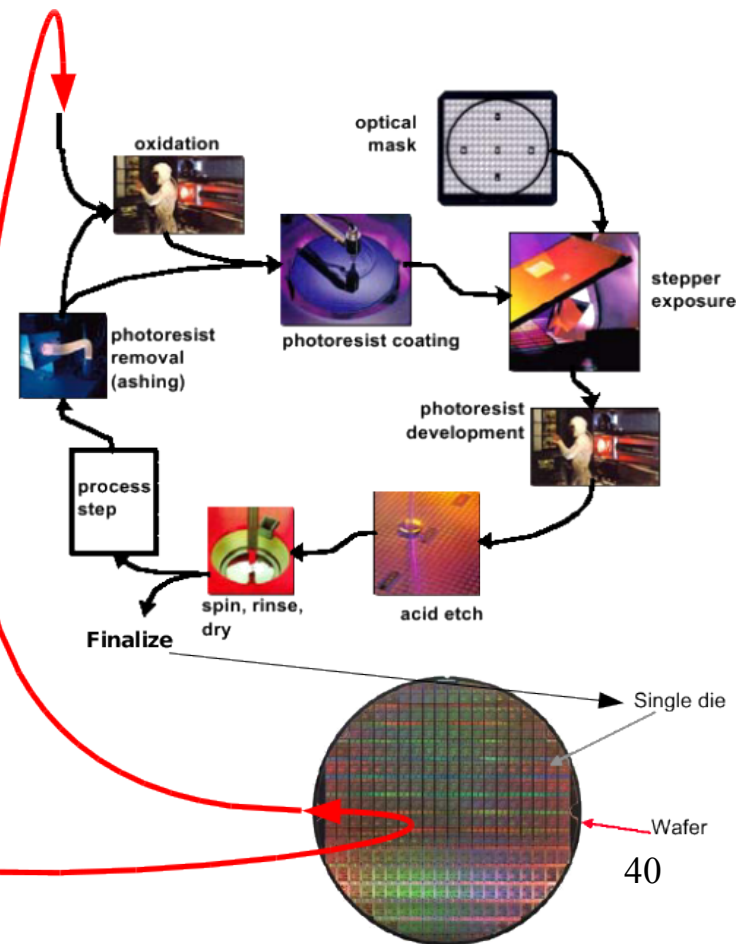 optical
mask
oxidation
stepper
exposure
photoresist
removal
(ashing)
photoresist coating
photoresist
development
process
step
spin, rinse,
dry
acid etch
Finalize
Single die
Wafer
40